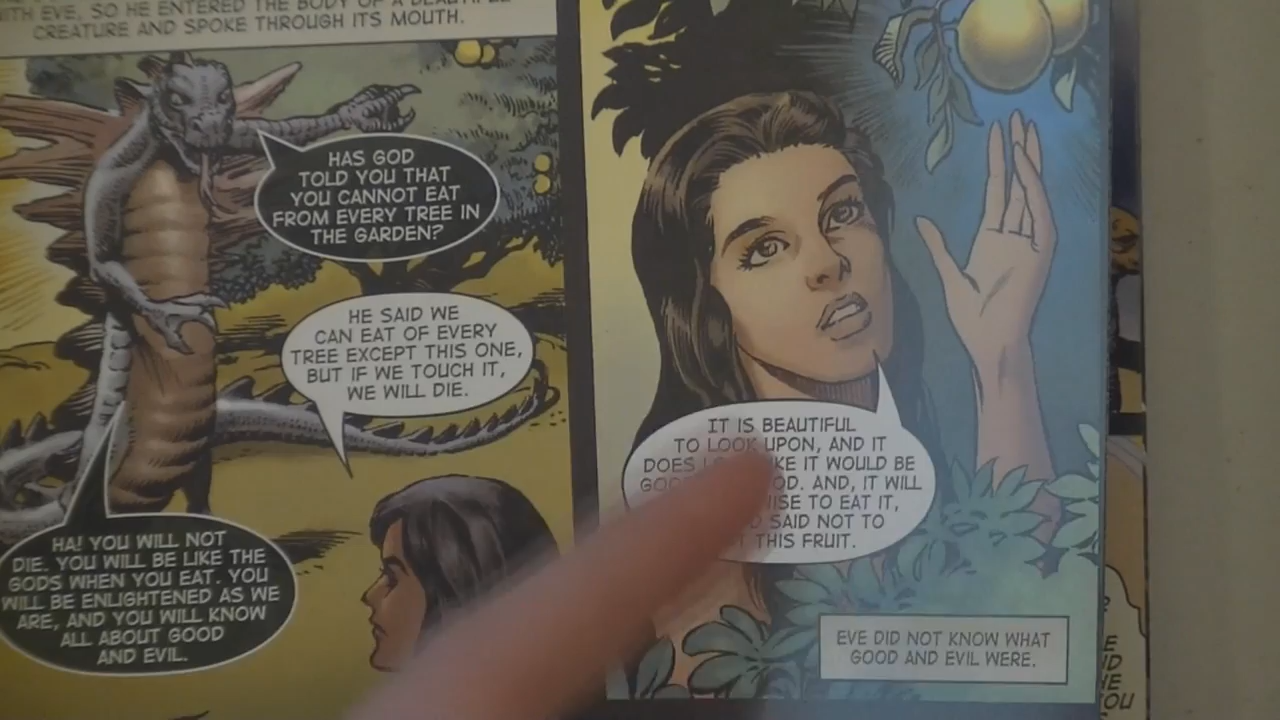 WITH EVE, SO HE ENTERED THE BODY OF A BEAUTIFUL
CREATURE AND SPOKE THROUGH ITS MOUTH.
HAS GOD
TOLD YOU THAT
YOU CANNOT EAT
FROM EVERY TREE IN
THE GARDEN?
HE SAID WE
CAN EAT OF EVERY
TREE EXCEPT THIS ONE,
BUT IF WE TOUCH IT,
WE WILL DIE.
HA! YOU WILL NOT
DIE. YOU WILL BE LIKE THE
GODS WHEN YOU EAT. YOU
WILL BE ENLIGHTENED AS WE
ARE, AND YOU WILL KNOW
ALL ABOUT GOOD
AND EVIL.
IT IS BEAUTIFUL
TO LOOK UPON, AND IT
DOES IT WOULD BE
AND, IT WILL
TO EAT IT,
SAID NOT TO
THIS FRUIT.
EVE DID NOT KNOW WHAT
GOOD AND EVIL WERE.